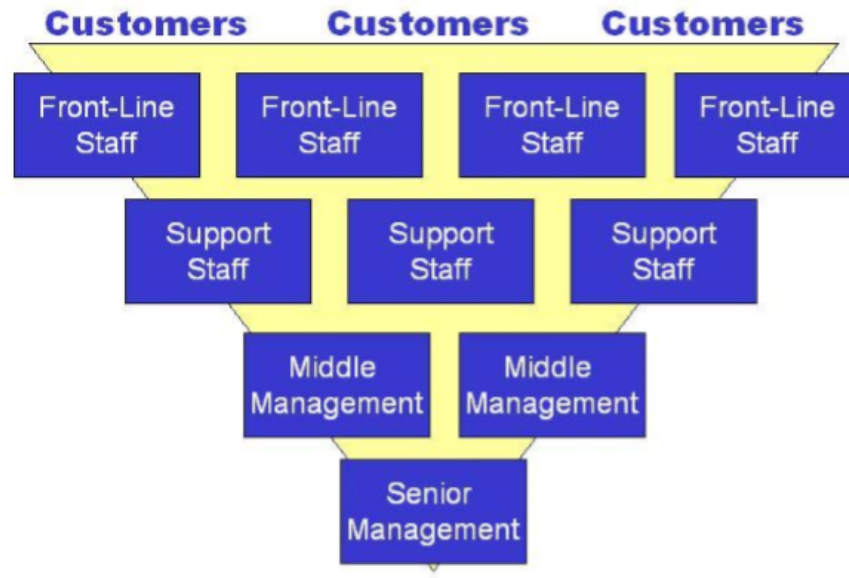 Customers Customers Customers
Front-Line Front-Line Front-Line Front-Line
Staff Staff Staff Staff
Support Support Support
Staff Staff Staff
Middle Middle
Management Management
Senior
Management